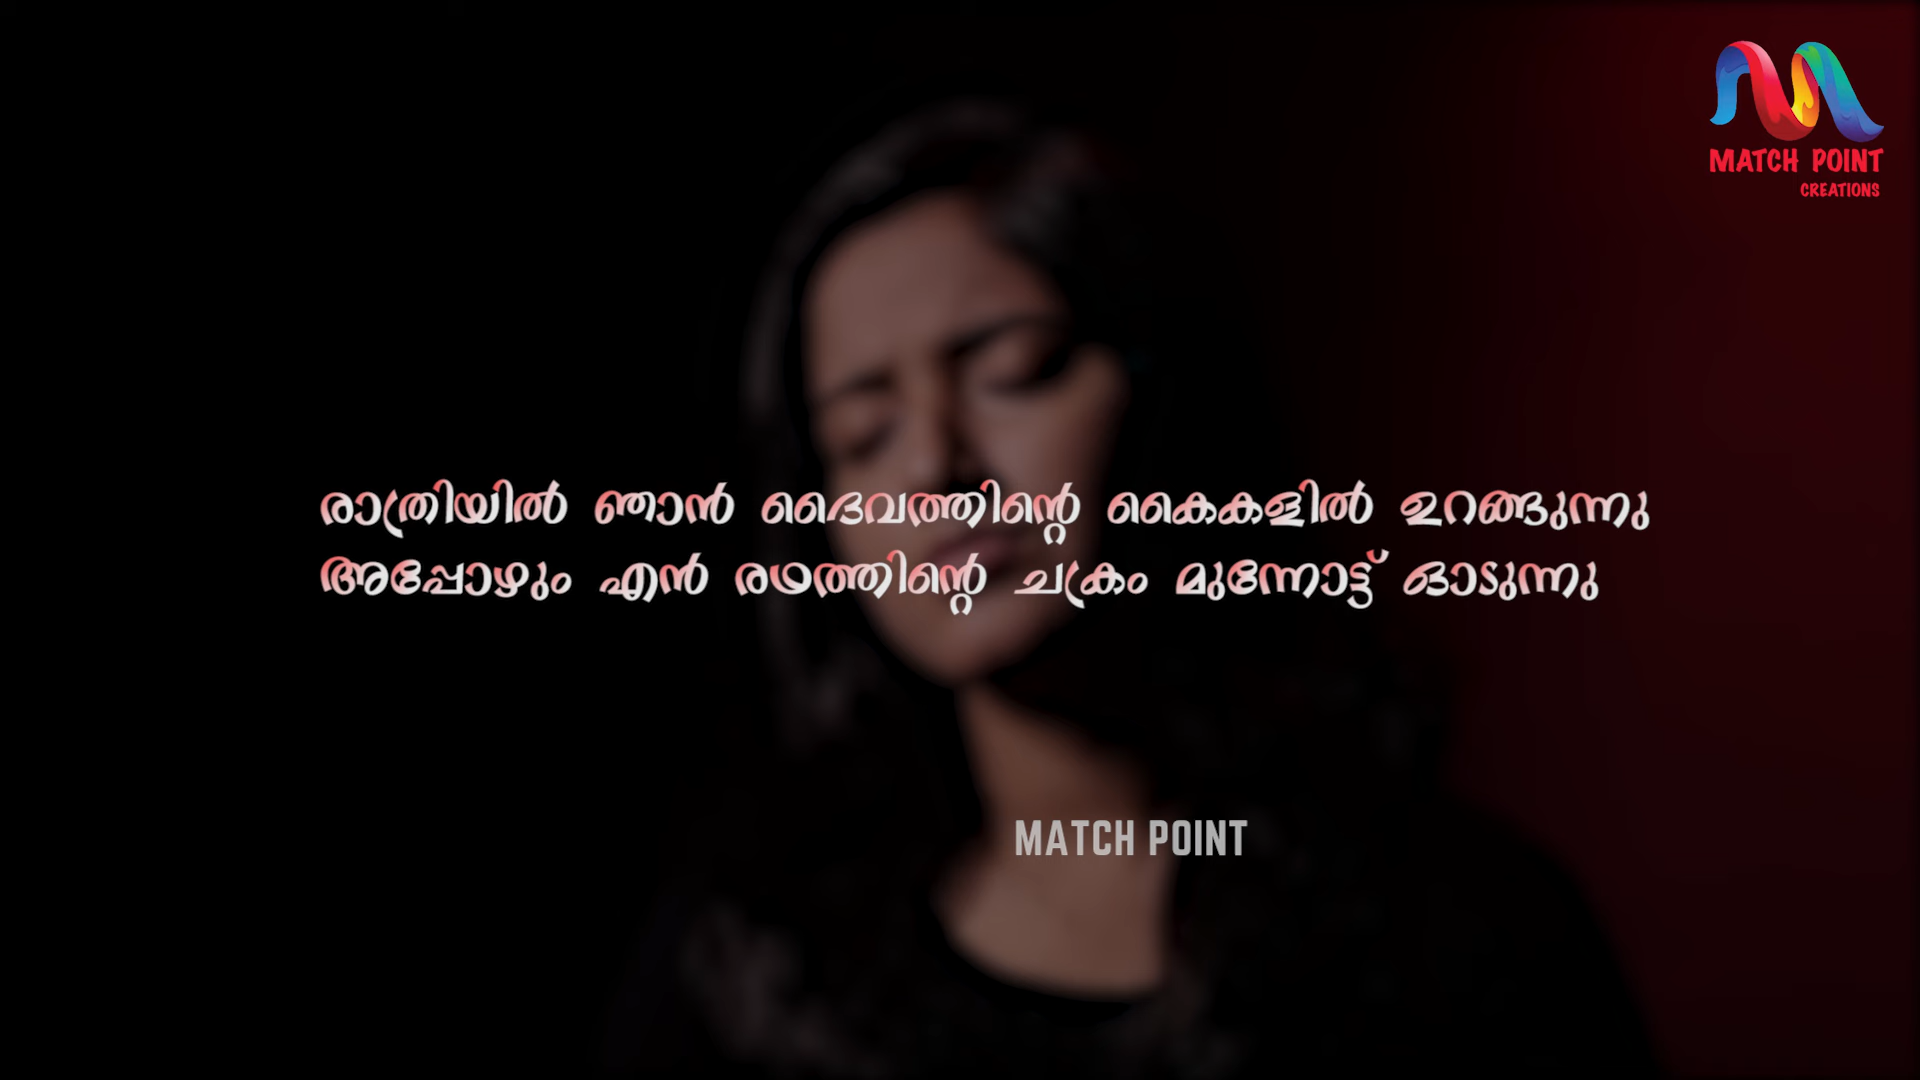 MATCH POINT
CREATIONS
രാത്രിയിൽ ഞാൻ ദൈവത്തിന്റെ കൈകളിൽ ഉറങ്ങുന്നു
അപ്പോഴും എൻ രഥത്തിന്റെ ചക്രം മുന്നോട്ട് ഓടുന്നു
MATCH POINT